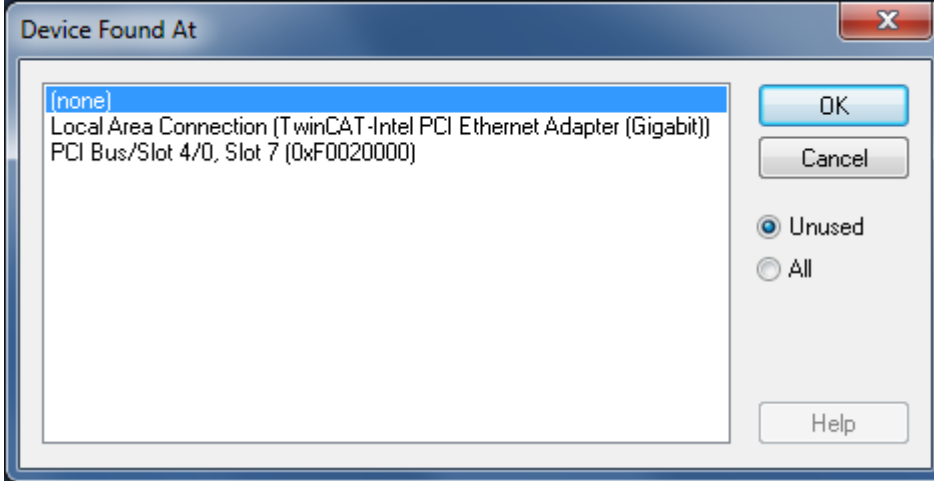 Device Found At
(none)
Local Area Connection (TwinCAT-Intel PCI Ethernet Adapter (Gigabit))
PCI Bus/Slot 4/0, Slot 7 (0xF0020000)
OK
Cancel
Unused
All
Help